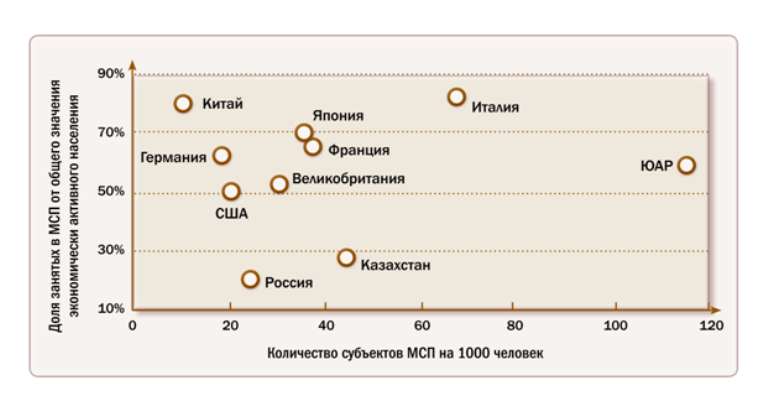 Доля занятых в МСП от общего значения
экономически активного населения
90%
70%
50%
30%
10%
Китай
Япония
Италия
Франция
Германия
ЮАР
Великобритания
США
Казахстан
Россия
0 20 40 60 80 100 120
Количество субъектов МСП на 1000 человек